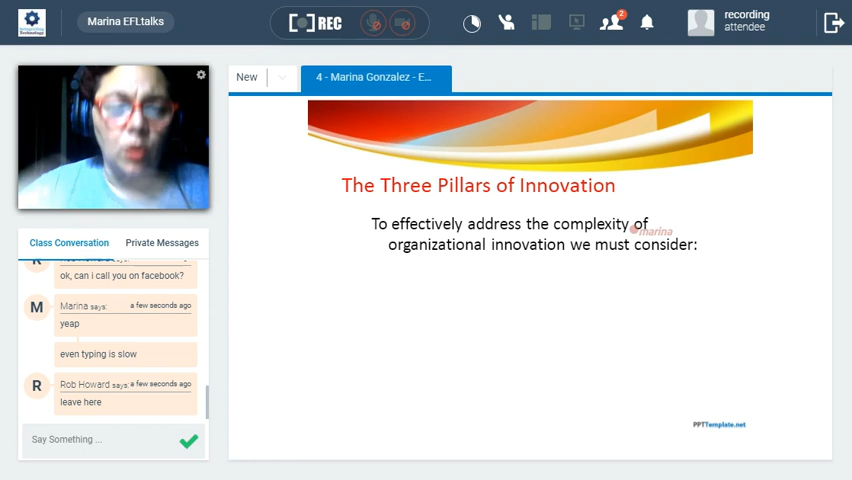 Marina EFLtalks
REC
2
recording
attendee
New
4 - Marina Gonzalez - E...
The Three Pillars of Innovation
To effectively address the complexity of
marina
organizational innovation we must consider:
PPTTemplate.net
Class Conversation
Private Messages
ok, can i call you on facebook?
M
Marina says:
a few seconds ago
yeap
even typing is slow
R
Rob Howard says:
a few seconds ago
leave here
Say Something ...